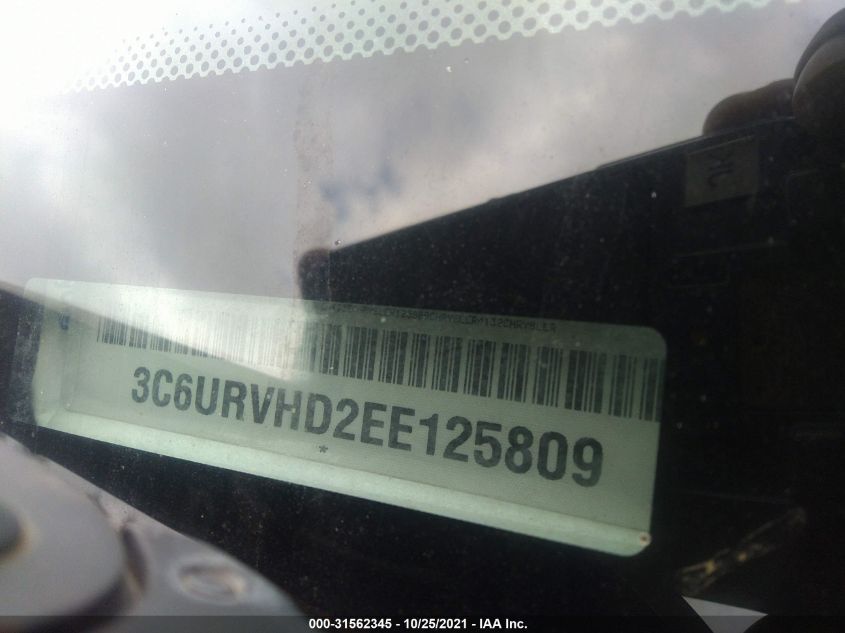 3C6URVHD2EE125809
*
000-31562345 - 10/25/2021 - IAA Inc.